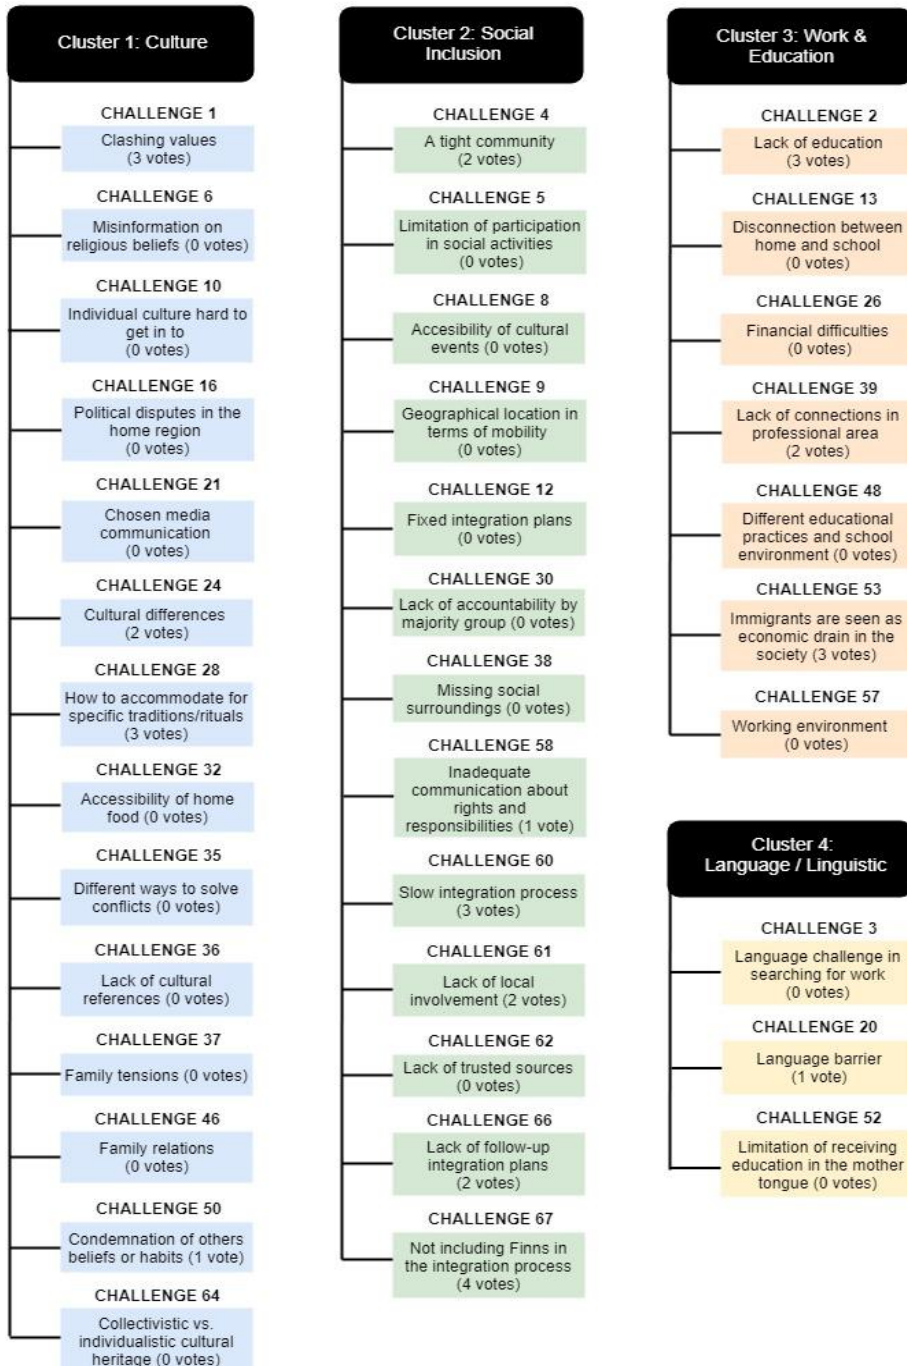 Cluster 1: Culture
CHALLENGE 1
Clashing values
(3 votes)
CHALLENGE 6
Misinformation on
religious beliefs (0 votes)
CHALLENGE 10
Individual culture hard to
get in to
(0 votes)
CHALLENGE 16
Political disputes in the
home region
(0 votes)
CHALLENGE 21
Chosen media
communication
(0 votes)
CHALLENGE 24
Cultural differences
(2 votes)
CHALLENGE 28
How to accommodate for
specific traditions/rituals
(3 votes)
CHALLENGE 32
Accessibility of home
food (0 votes)
CHALLENGE 35
Different ways to solve
conflicts (0 votes)
CHALLENGE 36
Lack of cultural
references (0 votes)
CHALLENGE 37
Family tensions (0 votes)
CHALLENGE 46
Family relations
(0 votes)
CHALLENGE 50
Condemnation of others
beliefs or habits (1 vote)
CHALLENGE 64
Collectivistic vs.
individualistic cultural
heritage (0 votes)
Cluster 2: Social
Inclusion
CHALLENGE 4
A tight community
(2 votes)
CHALLENGE 5
Limitation of participation
in social activities
(0 votes)
CHALLENGE 8
Accesibility of cultural
events (0 votes)
CHALLENGE 9
Geographical location in
terms of mobility
(0 votes)
CHALLENGE 12
Fixed integration plans
(0 votes)
CHALLENGE 30
Lack of accountability by
majority group (0 votes)
CHALLENGE 38
Missing social
surroundings (0 votes)
CHALLENGE 58
Inadequate
communication about
rights and
responsibilities (1 vote)
CHALLENGE 60
Slow integration process
(3 votes)
CHALLENGE 61
Lack of local
involvement (2 votes)
CHALLENGE 62
Lack of trusted sources
(0 votes)
CHALLENGE 66
Lack of follow-up
integration plans
(2 votes)
CHALLENGE 67
Not including Finns in
the integration process
(4 votes)
Cluster 3: Work &
Education
CHALLENGE 2
Lack of education
(3 votes)
CHALLENGE 13
Disconnection between
home and school
(0 votes)
CHALLENGE 26
Financial difficulties
(0 votes)
CHALLENGE 39
Lack of connections in
professional area
(2 votes)
CHALLENGE 48
Different educational
practices and school
environment (0 votes)
CHALLENGE 53
Immigrants are seen as
economic drain in the
society (3 votes)
CHALLENGE 57
Working environment
(0 votes)
Cluster 4:
Language / Linguistic
CHALLENGE 3
Language challenge in
searching for work
(0 votes)
CHALLENGE 20
Language barrier
(1 vote)
CHALLENGE 52
Limitation of receiving
education in the mother
tongue (0 votes)